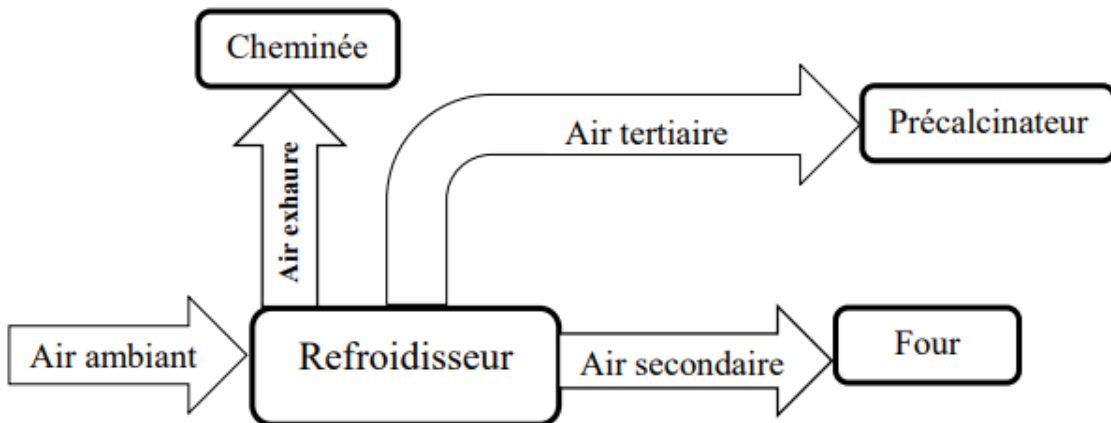 Cheminée
Précalcinateur
Air tertiaire
Air exhaure
Air ambiant
Refroidisseur
Air secondaire
Four